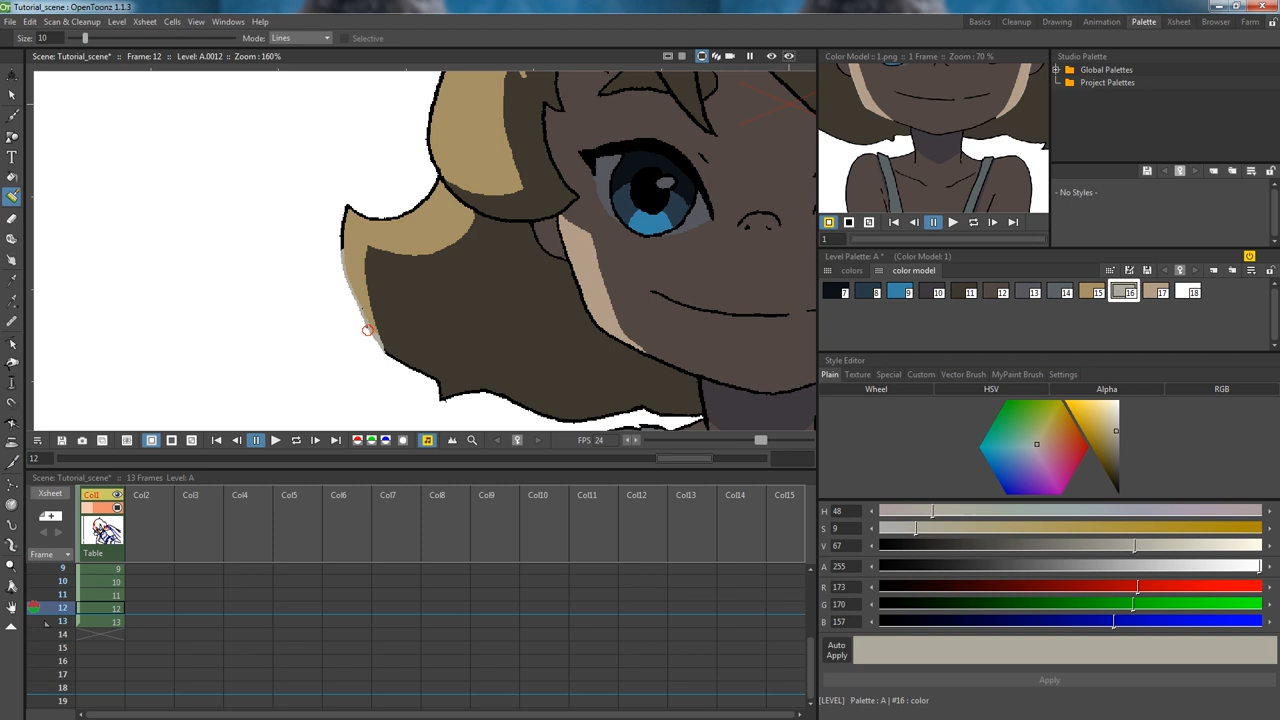 Testing_scene : OpenToonz 1.1.3
File Edit Scan & Cleanup Level Xsheet Cells View Windows Help
Basics Cleanup Drawing Animation Palette Xsheet Browser Farm
Size: 10 Mode: Lines Selective
Scene: Tutorial_scene* :: Frame: 12 :: Level: A.0012 :: Zoom: 160%
Color Model :: 1.png :: 1 Frame :: Zoom : 70 %
Studio Palette
Global Palettes
Project Palettes
- No Styles -
1
Level Palette: A * (Color Model: 1)
colors color model
7 8 9 10 11 12 13 14 15 16 17 18
Style Editor
Plain Texture Special Custom Vector Brush MyPaint Brush Settings
Wheel HSV Alpha RGB
H 48
S 9
V 67
A 255
R 173
G 170
B 157
Auto Apply
Apply
[LEVEL] Palette : A | #16 : color
FPS 24
12
Scene: Tutorial_scene* :: 13 Frames Level: A
Xsheet Col1 Col2 Col3 Col4 Col5 Col6 Col7 Col8 Col9 Col10 Col11 Col12 Col13 Col14 Col15
Frame Table
9 9
10 10
11 11
12 12
13 13
14
15
16
17
18
19